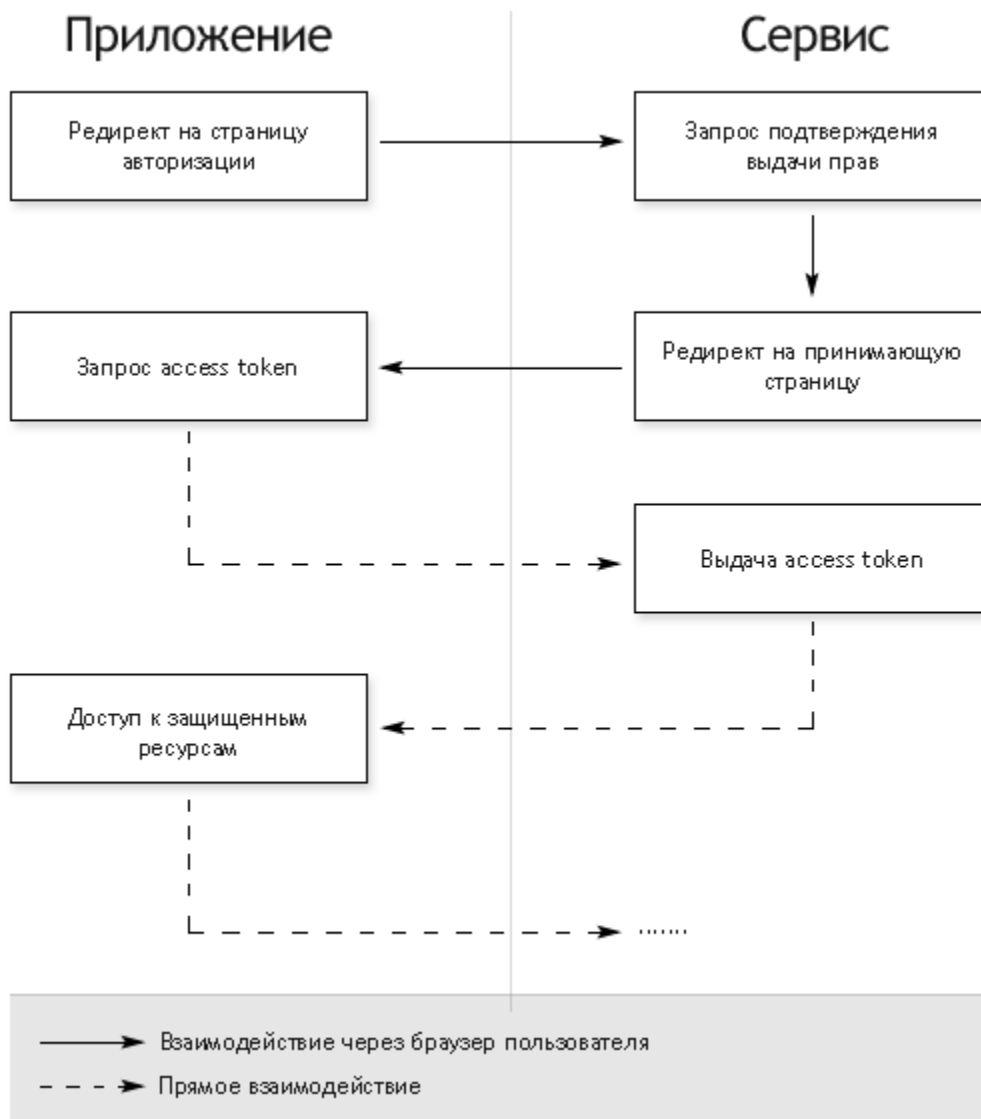 Приложение
Сервис
Редирект на страницу
авторизации
Запрос подтверждения
выдачи прав
Запрос access token
Редирект на принимающую
страницу
Выдача access token
Доступ к защищенным
ресурсам
.......
Взаимодействие через браузер пользователя
Прямое взаимодействие